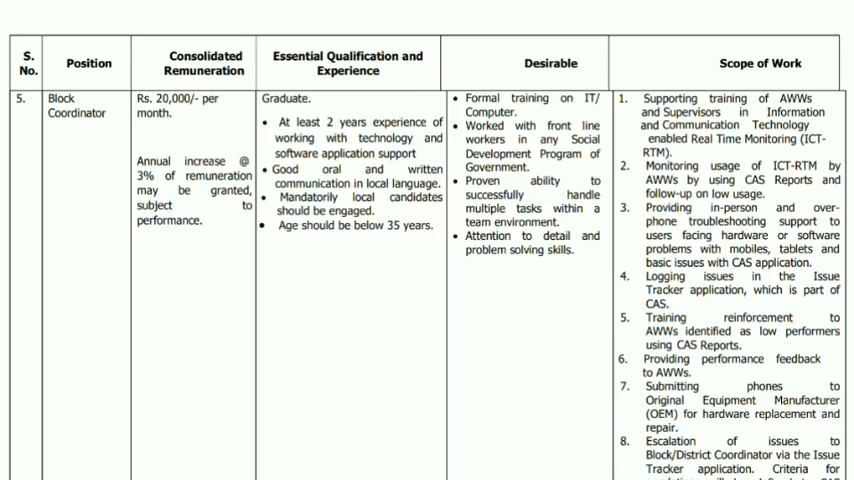 S.
No.
Position
Consolidated
Remuneration
Essential Qualification and
Experience
Desirable
Scope of Work
5.
Block
Coordinator
Rs. 20,000/- per
month.
Annual increase @
3% of remuneration
may be granted,
subject to
performance.
Graduate.
• At least 2 years experience of
working with technology and
software application support
• Good oral and written
communication in local language.
• Mandatorily local candidates
should be engaged.
• Age should be below 35 years.
• Formal training on IT/
Computer.
• Worked with front line
workers in any Social
Development Program of
Government.
• Proven ability to
successfully handle
multiple tasks within a
team environment.
• Attention to detail and
problem solving skills.
1. Supporting training of AWWs
and Supervisors in Information
and Communication Technology
enabled Real Time Monitoring (ICT-
RTM).
2. Monitoring usage of ICT-RTM by
AWWs by using CAS Reports and
follow-up on low usage.
3. Providing in-person and over-
phone troubleshooting support to
users facing hardware or software
problems with mobiles, tablets and
basic issues with CAS application.
4. Logging issues in the Issue
Tracker application, which is part of
CAS.
5. Training reinforcement to
AWWs identified as low performers
using CAS Reports.
6. Providing performance feedback
to AWWs.
7. Submitting phones to
Original Equipment Manufacturer
(OEM) for hardware replacement and
repair.
8. Escalation of issues to
Block/District Coordinator via the Issue
Tracker application. Criteria for